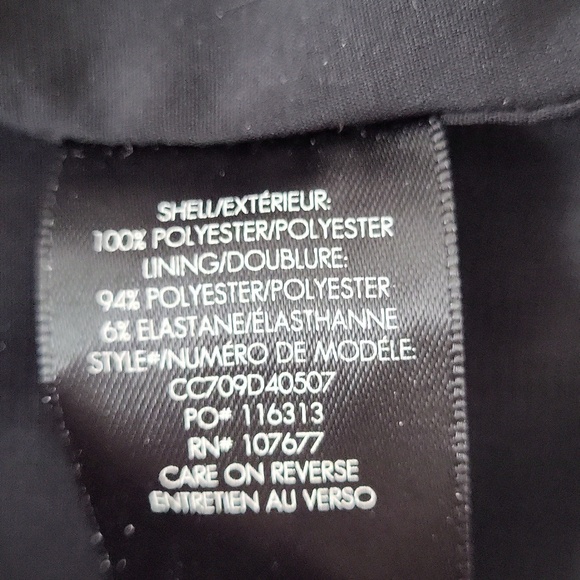 SHELL/EXTÉRIEUR:
100% POLYESTER/POLYESTER
LINING/DOUBLURE:
94% POLYESTER/POLYESTER
6% ELASTANE/ÉLASTHANNE
STYLE#/NUMÉRO DE MODÈLE:
CC709D40507
PO# 116313
RN# 107677
CARE ON REVERSE
ENTRETIEN AU VERSO